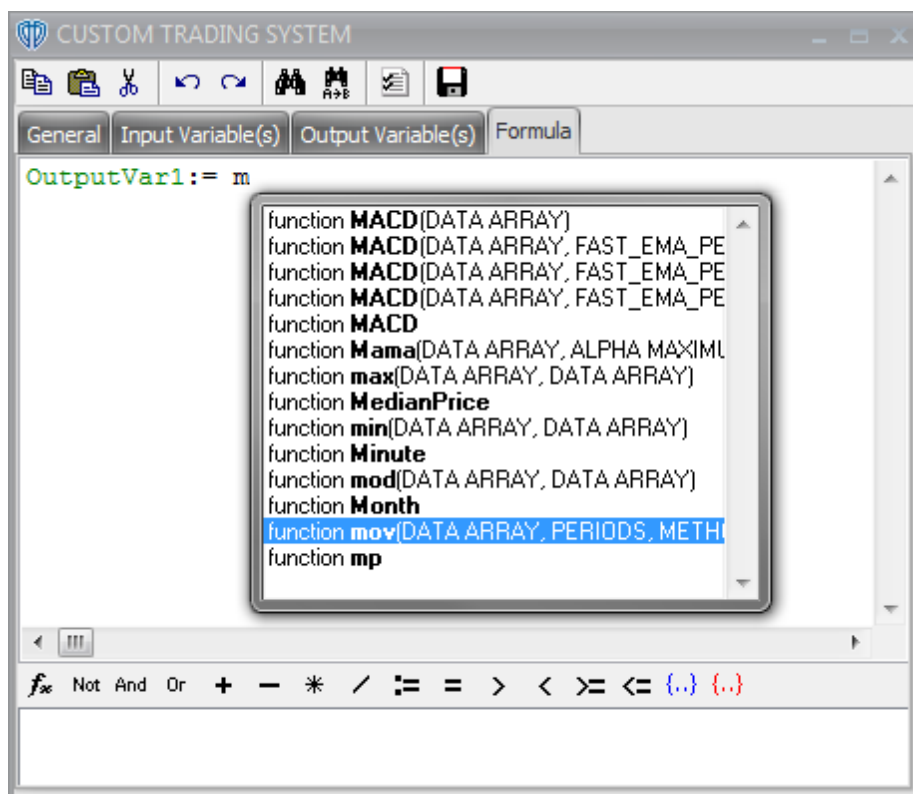 CUSTOM TRADING SYSTEM
A→B
General Input Variable(s) Output Variable(s) Formula
OutputVar1:= m
function MACD(DATA ARRAY)
function MACD(DATA ARRAY, FAST_EMA_PE
function MACD(DATA ARRAY, FAST_EMA_PE
function MACD(DATA ARRAY, FAST_EMA_PE
function MACD
function Mama(DATA ARRAY, ALPHA MAXIMU
function max(DATA ARRAY, DATA ARRAY)
function MedianPrice
function min(DATA ARRAY, DATA ARRAY)
function Minute
function mod(DATA ARRAY, DATA ARRAY)
function Month
function mov(DATA ARRAY, PERIODS, METH
function mp
fx Not And Or + − * / := = > < >= <= {..} {..}